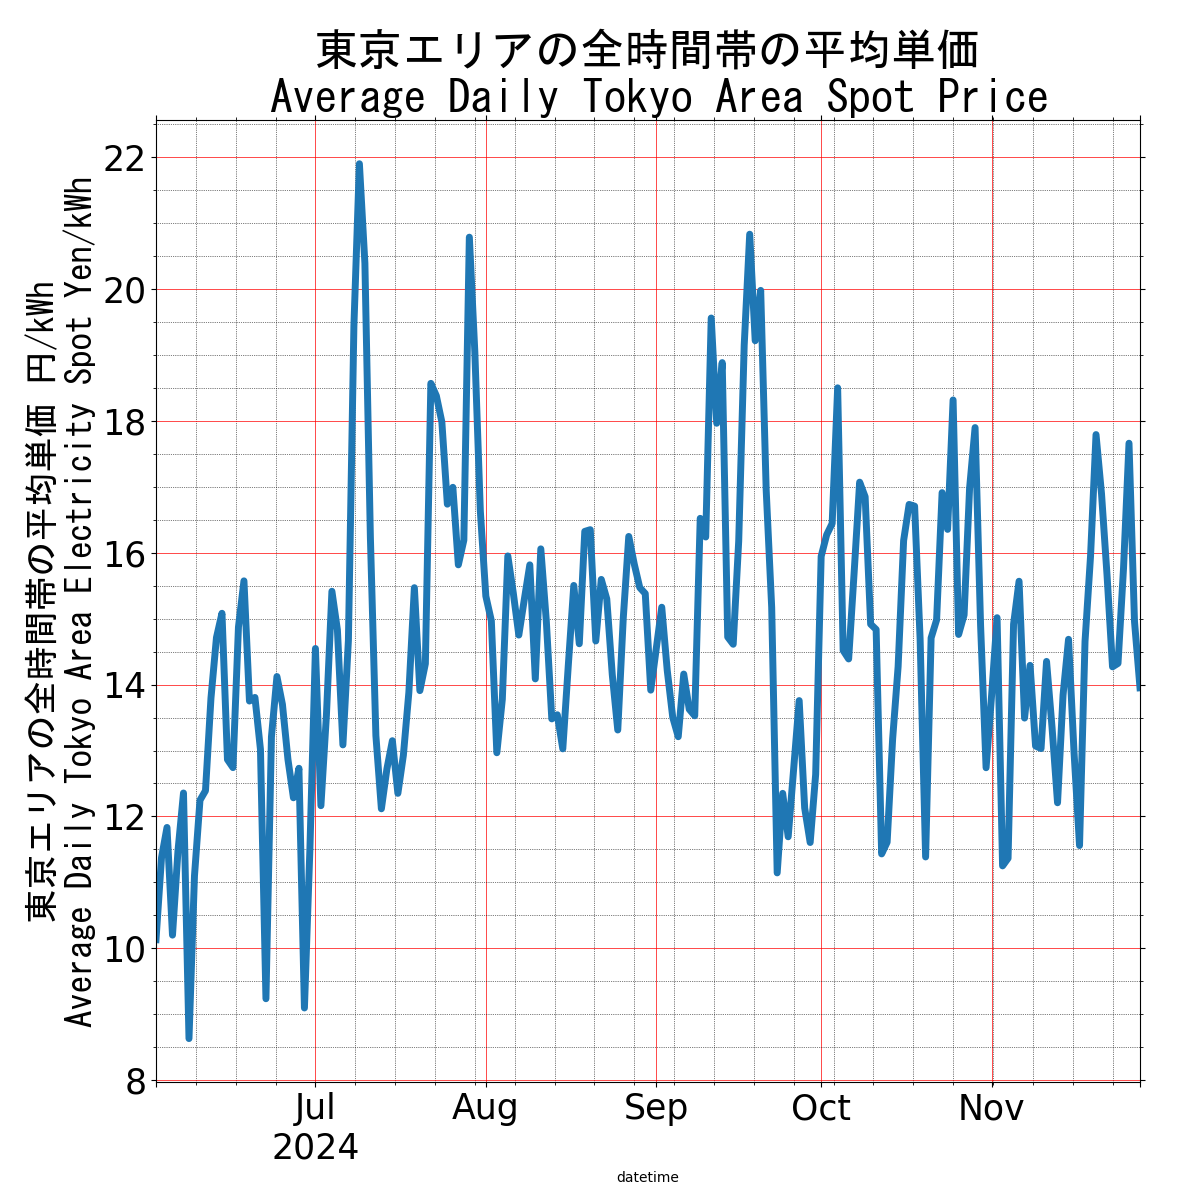 東京エリアの全時間帯の平均単価
Average Daily Tokyo Area Spot Price
東京エリアの全時間帯の平均単価 円/kWh
Average Daily Tokyo Area Electricity Spot Yen/kWh
22
20
18
16
14
12
10
8
Jul
2024
Aug
Sep
Oct
Nov
datetime